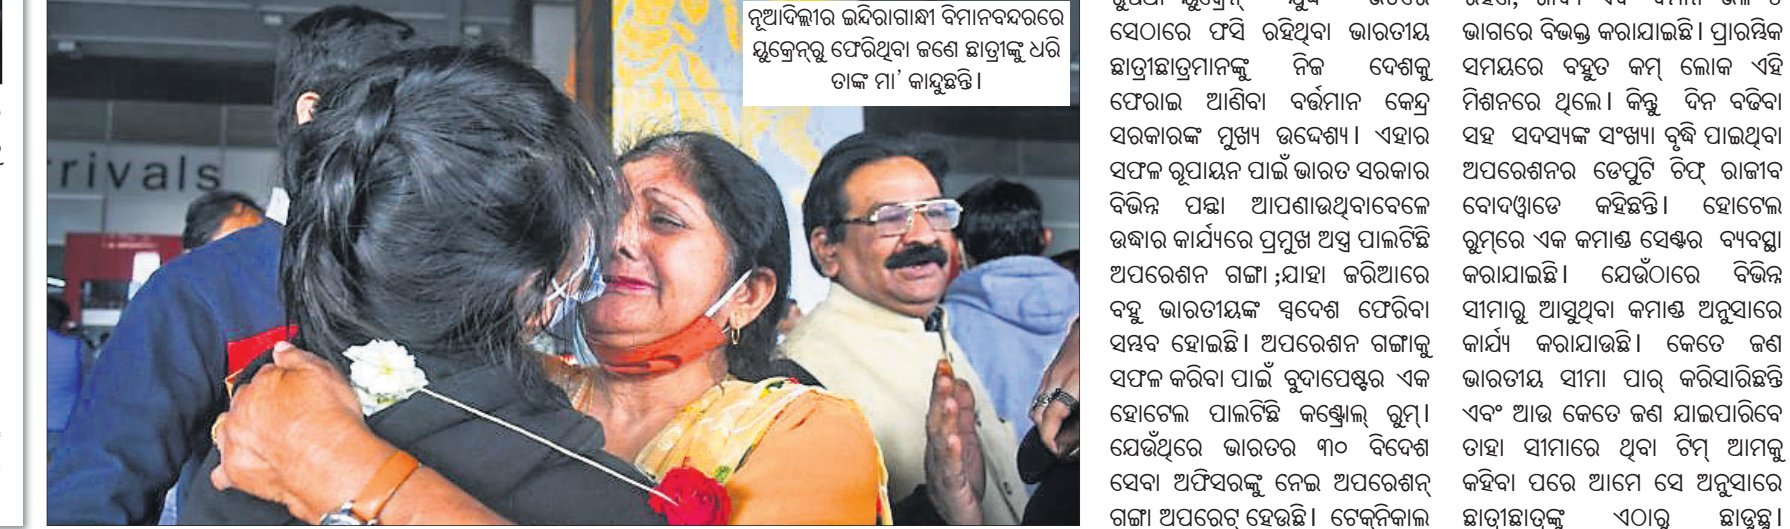 rrivals
ନୂଆଦିଲ୍ଲୀର ଇନ୍ଦିରାଗାନ୍ଧୀ ବିମାନବନ୍ଦରରେ
ୟୁକ୍ରେନ୍‌ରୁ ଫେରିଥିବା ଜଣେ ଛାତ୍ରୀଙ୍କୁ ଧରି
ତାଙ୍କ ମା’ କାନ୍ଦୁଛନ୍ତି ।
ସେଠାରେ ଫସି ରହିଥିବା ଭାରତୀୟ
ଛାତ୍ରୀଛାତ୍ରମାନଙ୍କୁ ନିଜ ଦେଶକୁ
ଫେରାଇ ଆଣିବା ବର୍ତ୍ତମାନ କେନ୍ଦ୍ର
ସରକାରଙ୍କ ମୁଖ୍ୟ ଉଦ୍ଦେଶ୍ୟ । ଏହାର
ସଫଳ ରୂପାୟନ ପାଇଁ ଭାରତ ସରକାର
ବିଭିନ୍ନ ପନ୍ଥା ଆପଣାଉଥିବାବେଳେ
ଉଦ୍ଧାର କାର୍ଯ୍ୟରେ ପ୍ରମୁଖ ଅସ୍ତ୍ର ପାଲଟିଛି
ଅପରେଶନ ଗଙ୍ଗା ;ଯାହା ଜରିଆରେ
ବହୁ ଭାରତୀୟଙ୍କ ସ୍ୱଦେଶ ଫେରିବା
ସମ୍ଭବ ହୋଇଛି । ଅପରେଶନ ଗଙ୍ଗାକୁ
ସଫଳ କରିବା ପାଇଁ ବୁଦାପେଷ୍ଟର ଏକ
ହୋଟେଲ ପାଲଟିଛି କଣ୍ଟ୍ରୋଲ୍ ରୁମ୍ ।
ଯେଉଁଥିରେ ଭାରତର ୩୦ ବିଦେଶ
ସେବା ଅଫିସରଙ୍କୁ ନେଇ ଅପରେଶନ୍
ଗଙ୍ଗା ଅପରେଟ୍ ହେଉଛି । ଟେକ୍‌ନିକାଲ
ଭାଗରେ ବିଭକ୍ତ କରାଯାଇଛି । ପ୍ରାରମ୍ଭିକ
ସମୟରେ ବହୁତ କମ୍ ଲୋକ ଏହି
ମିଶନରେ ଥିଲେ । କିନ୍ତୁ ଦିନ ବଢିବା
ସହ ସଦସ୍ୟଙ୍କ ସଂଖ୍ୟା ବୃଦ୍ଧି ପାଇଥିବା
ଅପରେଶନର ଡେପୁଟି ଚିଫ୍ ରାଜୀବ
ବୋଦୱାଡେ କହିଛନ୍ତି । ହୋଟେଲ
ରୁମ୍‌ରେ ଏକ କମାଣ୍ଡ ସେଣ୍ଟର ବ୍ୟବସ୍ଥା
କରାଯାଇଛି । ଯେଉଁଠାରେ ବିଭିନ୍ନ
ସୀମାରୁ ଆସୁଥିବା କମାଣ୍ଡ ଅନୁସାରେ
କାର୍ଯ୍ୟ କରାଯାଉଛି । କେତେ ଜଣ
ଭାରତୀୟ ସୀମା ପାର୍ କରିସାରିଛନ୍ତି
ଏବଂ ଆଉ କେତେ ଜଣ ଯାଇପାରିବେ
ତାହା ସୀମାରେ ଥିବା ଟିମ୍ ଆମକୁ
କହିବା ପରେ ଆମେ ସେ ଅନୁସାରେ
ଛାତ୍ରୀଛାତ୍ରଙ୍କୁ ଏଠାରୁ ଛାଡୁଛୁ ।